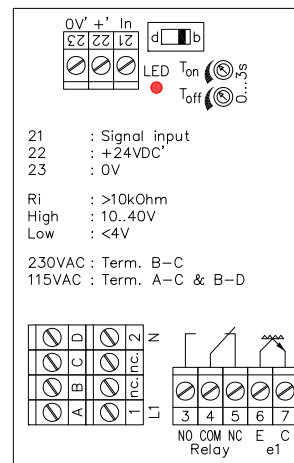 0V' +' In
23 22 21
d b
LED
Ton
Toff
0...3s
21 : Signal input
22 : +24VDC'
23 : 0V
Ri : >10kOhm
High : 10..40V
Low : <4V
230VAC : Term. B-C
115VAC : Term. A-C & B-D
D 2 N
C nc.
B nc.
A 1 L1
3 4 5 6 7
NO COM NC E C
Relay e1